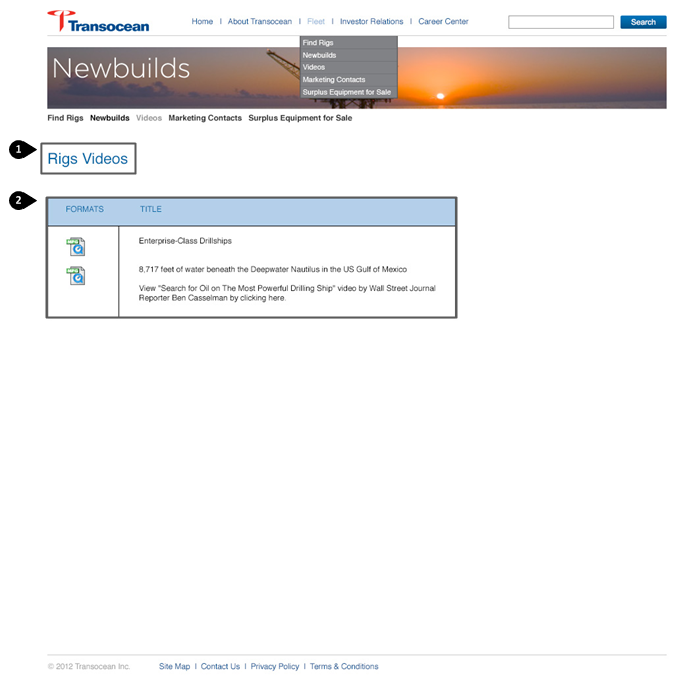 Transocean
Home | About Transocean | Fleet | Investor Relations | Career Center
Search
Find Rigs
Newbuilds
Videos
Marketing Contacts
Surplus Equipment for Sale
Newbuilds
Find Rigs Newbuilds Videos Marketing Contacts Surplus Equipment for Sale
1
Rigs Videos
2
FORMATS TITLE
Enterprise-Class Drillships
8,717 feet of water beneath the Deepwater Nautilus in the US Gulf of Mexico
View "Search for Oil on The Most Powerful Drilling Ship" video by Wall Street Journal
Reporter Ben Casselman by clicking here.
© 2012 Transocean Inc. Site Map | Contact Us | Privacy Policy | Terms & Conditions